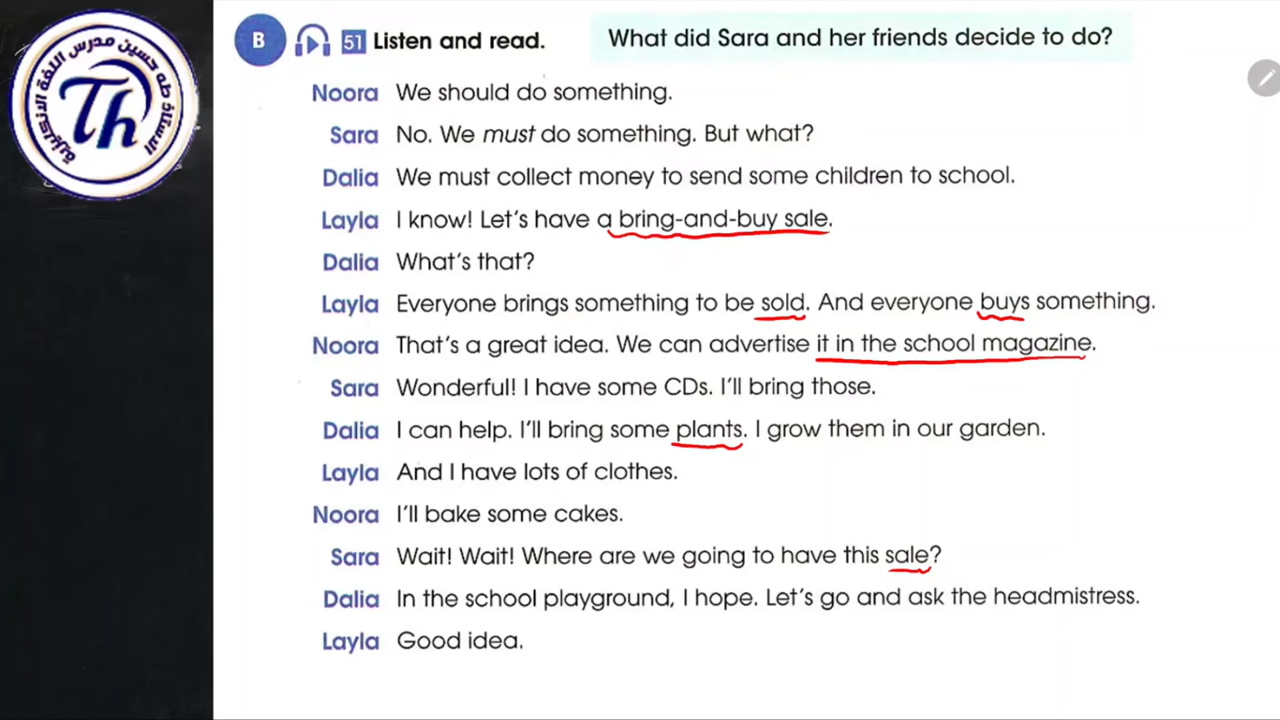 الاستاذ طه حسين مدرس اللغة الانكليزية
Th
B 51 Listen and read.
What did Sara and her friends decide to do?
Noora We should do something.
Sara No. We must do something. But what?
Dalia We must collect money to send some children to school.
Layla I know! Let's have a bring-and-buy sale.
Dalia What's that?
Layla Everyone brings something to be sold. And everyone buys something.
Noora That's a great idea. We can advertise it in the school magazine.
Sara Wonderful! I have some CDs. I'll bring those.
Dalia I can help. I'll bring some plants. I grow them in our garden.
Layla And I have lots of clothes.
Noora I'll bake some cakes.
Sara Wait! Wait! Where are we going to have this sale?
Dalia In the school playground, I hope. Let's go and ask the headmistress.
Layla Good idea.